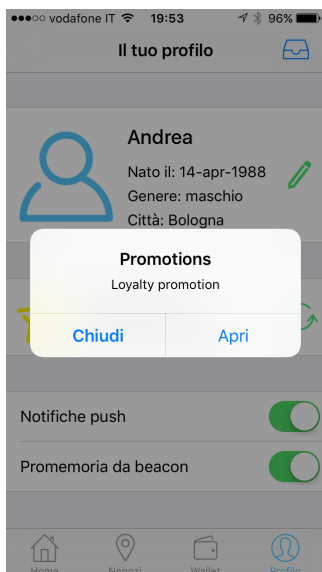 vodafone IT 19:53 96%
Il tuo profilo
Andrea
Nato il: 14-apr-1988
Genere: maschio
Città: Bologna
Promotions
Loyalty promotion
Chiudi Apri
Notifiche push
Promemoria da beacon
Home Negozi Wallet Profilo